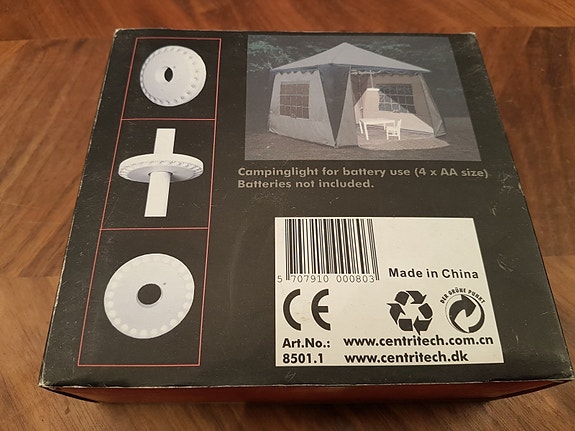 Campinglight for battery use (4 x AA size)
Batteries not included.
5 707910 000803
Made in China
CE
DER GRÜNE PUNKT
Art.No.: www.centritech.com.cn
8501.1 www.centritech.dk